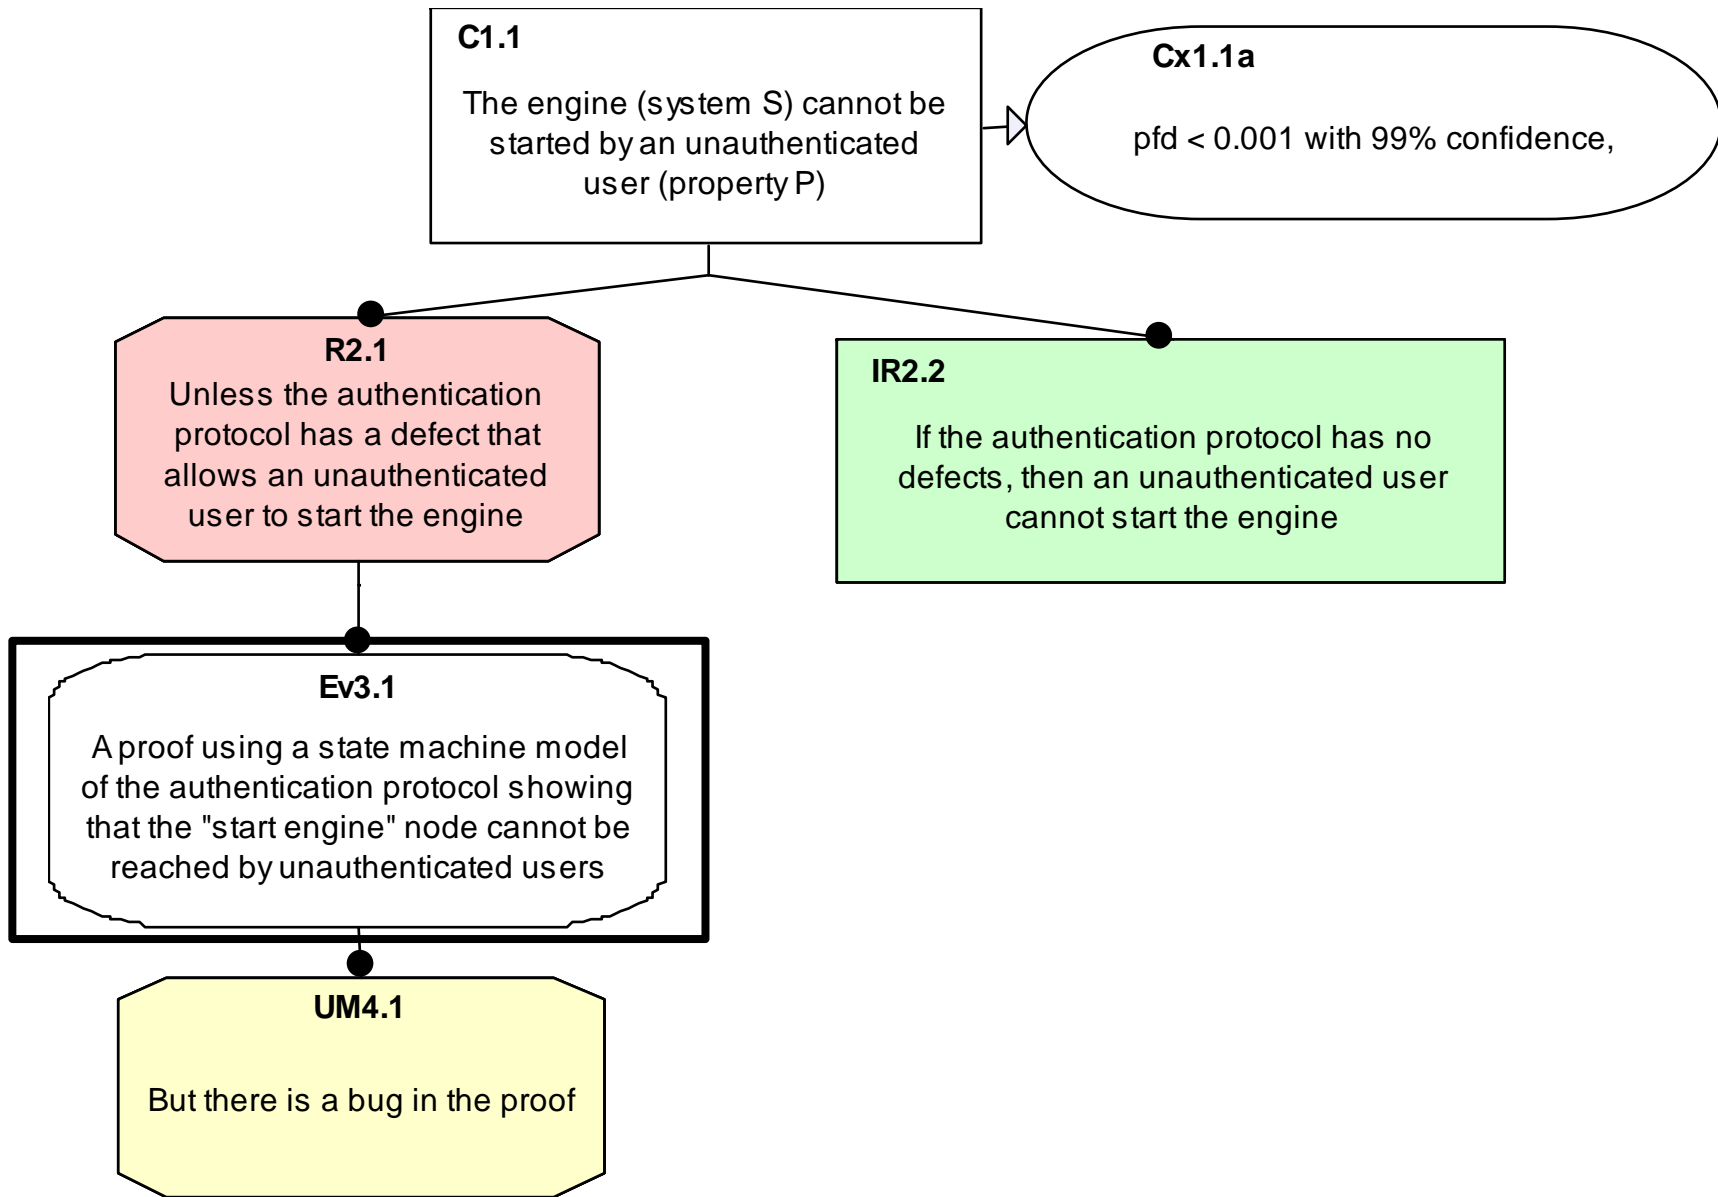 C1.1
The engine (system S) cannot be
started by an unauthenticated
user (property P)
Cx1.1a
pfd < 0.001 with 99% confidence,
R2.1
Unless the authentication
protocol has a defect that
allows an unauthenticated
user to start the engine
IR2.2
If the authentication protocol has no
defects, then an unauthenticated user
cannot start the engine
Ev3.1
A proof using a state machine model
of the authentication protocol showing
that the "start engine" node cannot be
reached by unauthenticated users
UM4.1
But there is a bug in the proof